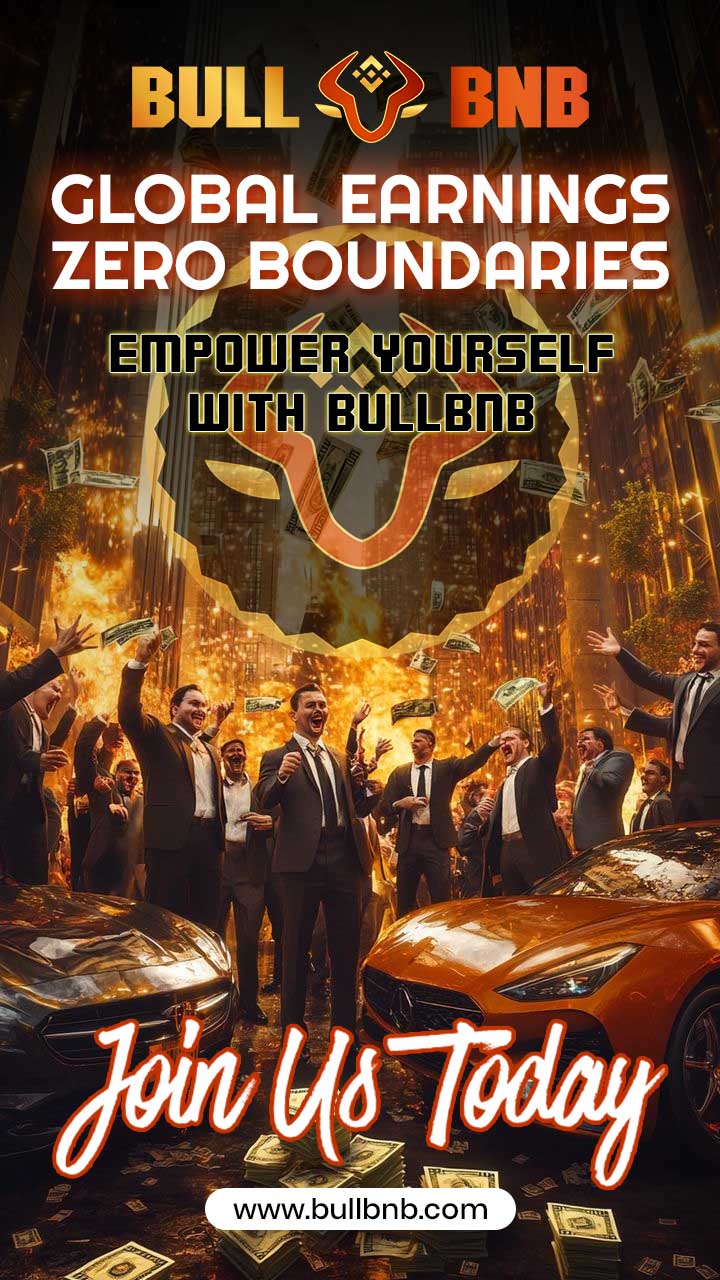 BULL BNB
GLOBAL EARNINGS
ZERO BOUNDARIES
EMPOWER YOURSELF
WITH BULLBNB
Join Us Today
www.bullbnb.com